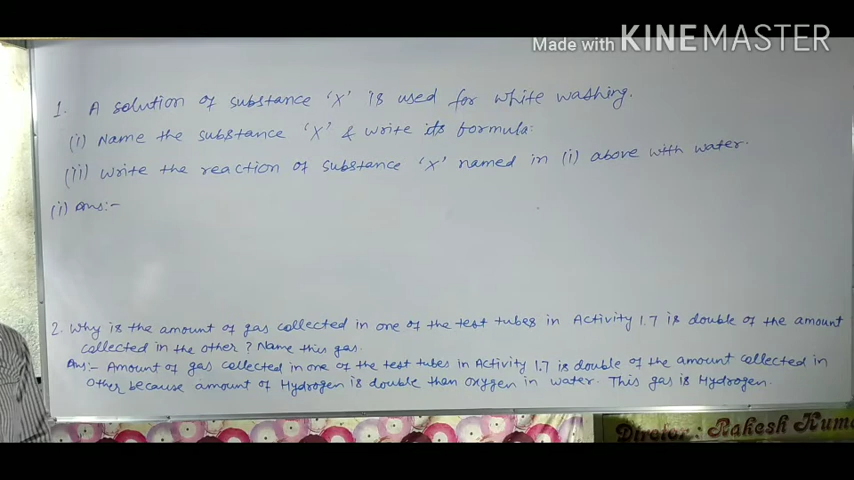 Made with KINEMASTER
1. A solution of substance 'X' is used for white washing.
(i) Name the substance 'X' & write its formula:
(ii) Write the reaction of substance 'X' named in (i) above with water.
(i) Ans:-
2. Why is the amount of gas collected in one of the test tubes in Activity 1.7 is double of the amount
collected in the other? Name this gas.
Ans:- Amount of gas collected in one of the test tubes in Activity 1.7 is double of the amount collected in
other because amount of Hydrogen is double than oxygen in water. This gas is Hydrogen.
Diretor: Rakesh Kuma